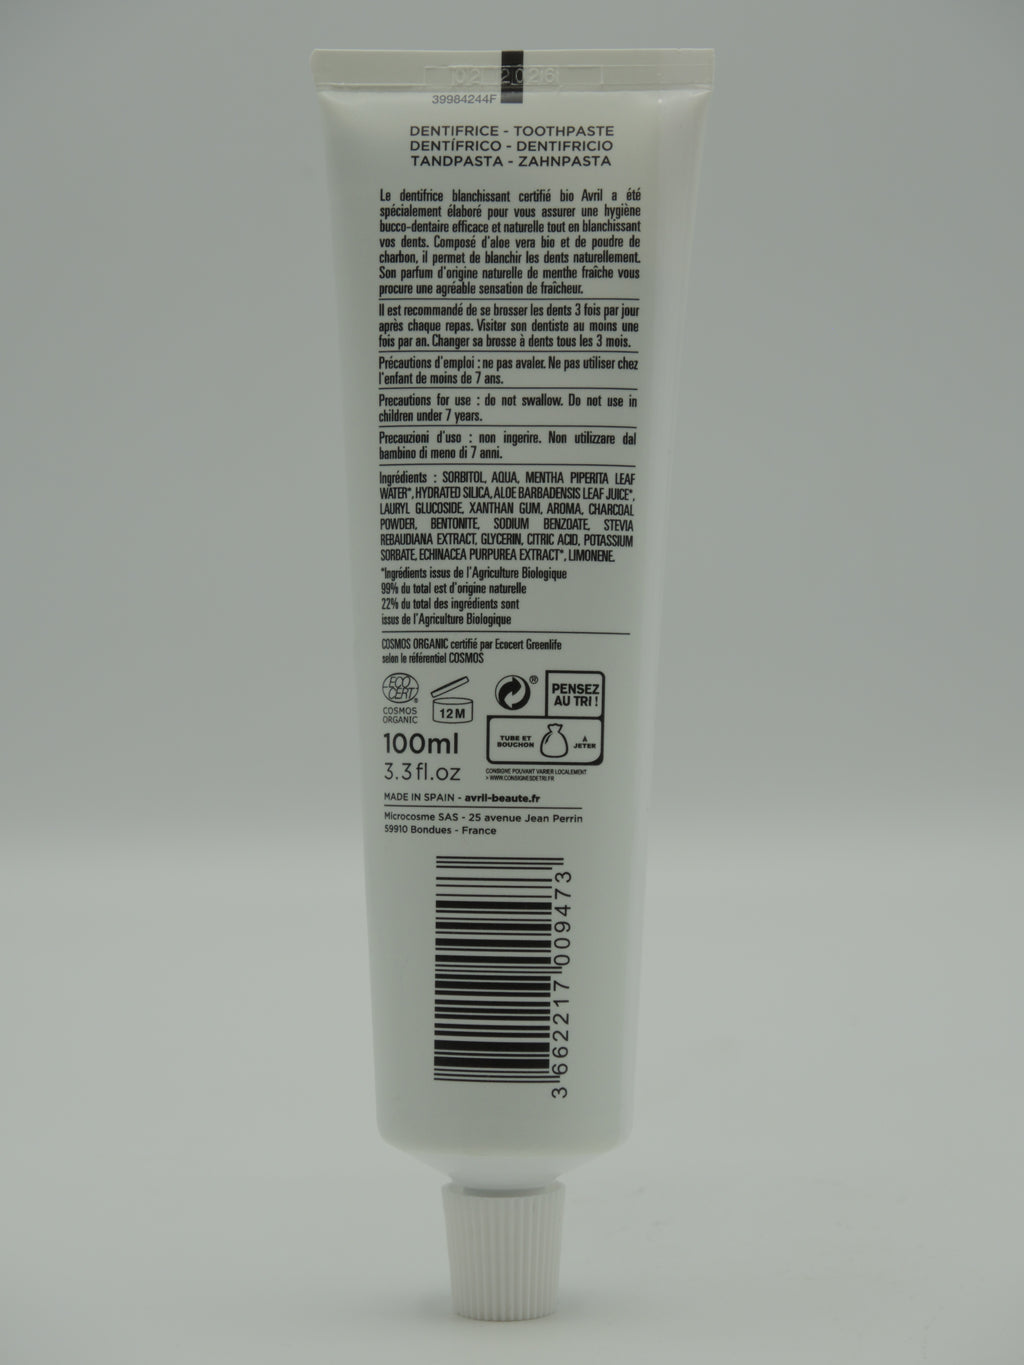 02 2026
39984244F
DENTIFRICE - TOOTHPASTE
DENTÍFRICO - DENTIFRICIO
TANDPASTA - ZAHNPASTA
Le dentifrice blanchissant certifié bio Avril a été
spécialement élaboré pour vous assurer une hygiène
bucco-dentaire efficace et naturelle tout en blanchissant
vos dents. Composé d'aloe vera bio et de poudre de
charbon, il permet de blanchir les dents naturellement.
Son parfum d'origine naturelle de menthe fraîche vous
procure une agréable sensation de fraîcheur.
Il est recommandé de se brosser les dents 3 fois par jour
après chaque repas. Visiter son dentiste au moins une
fois par an. Changer sa brosse à dents tous les 3 mois.
Précautions d'emploi : ne pas avaler. Ne pas utiliser chez
l'enfant de moins de 7 ans.
Precautions for use : do not swallow. Do not use in
children under 7 years.
Precauzioni d'uso : non ingerire. Non utilizzare dal
bambino di meno di 7 anni.
Ingrédients : SORBITOL, AQUA, MENTHA PIPERITA LEAF
WATER*, HYDRATED SILICA, ALOE BARBADENSIS LEAF JUICE*,
LAURYL GLUCOSIDE, XANTHAN GUM, AROMA, CHARCOAL
POWDER, BENTONITE, SODIUM BENZOATE, STEVIA
REBAUDIANA EXTRACT, GLYCERIN, CITRIC ACID, POTASSIUM
SORBATE, ECHINACEA PURPUREA EXTRACT*, LIMONENE.
*Ingrédients issus de l'Agriculture Biologique
99% du total est d'origine naturelle
22% du total des ingrédients sont
issus de l'Agriculture Biologique
COSMOS ORGANIC certifié par Ecocert Greenlife
selon le référentiel COSMOS
ECO
CERT®
COSMOS
ORGANIC
12 M
®
PENSEZ
AU TRI !
TUBE ET
BOUCHON
À
JETER
CONSIGNE POUVANT VARIER LOCALEMENT
> WWW.CONSIGNESDETRI.FR
100ml
3.3 fl.oz
MADE IN SPAIN - avril-beaute.fr
Microcosme SAS - 25 avenue Jean Perrin
59910 Bondues - France
3 662217 009473